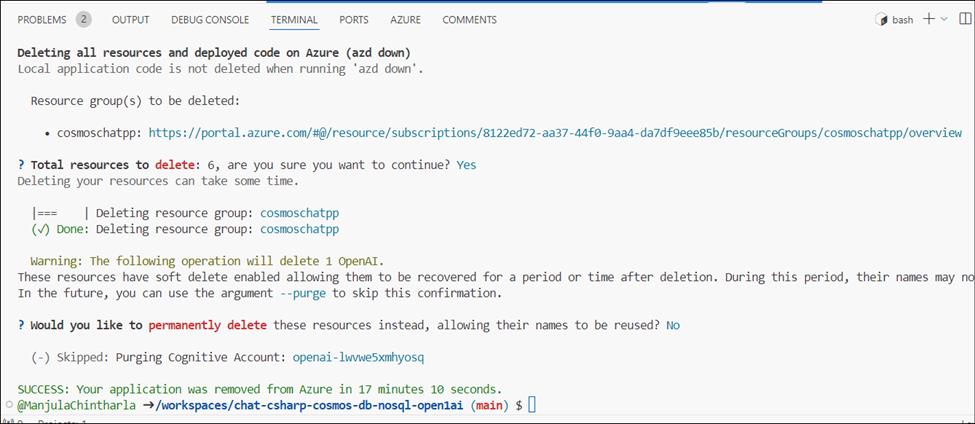 PROBLEMS 2 OUTPUT DEBUG CONSOLE TERMINAL PORTS AZURE COMMENTS bash
Deleting all resources and deployed code on Azure (azd down)
Local application code is not deleted when running 'azd down'.
Resource group(s) to be deleted:
• cosmoschatpp: https://portal.azure.com/#@/resource/subscriptions/8122ed72-aa37-44f0-9aa4-da7df9eee85b/resourceGroups/cosmoschatpp/overview
? Total resources to delete: 6, are you sure you want to continue? Yes
Deleting your resources can take some time.
|===    | Deleting resource group: cosmoschatpp
(✓) Done: Deleting resource group: cosmoschatpp
Warning: The following operation will delete 1 OpenAI.
These resources have soft delete enabled allowing them to be recovered for a period or time after deletion. During this period, their names may no
In the future, you can use the argument --purge to skip this confirmation.
? Would you like to permanently delete these resources instead, allowing their names to be reused? No
(-) Skipped: Purging Cognitive Account: openai-lwvwe5xmhyosq
SUCCESS: Your application was removed from Azure in 17 minutes 10 seconds.
@ManjulaChintharla ➜/workspaces/chat-csharp-cosmos-db-nosql-open1ai (main) $